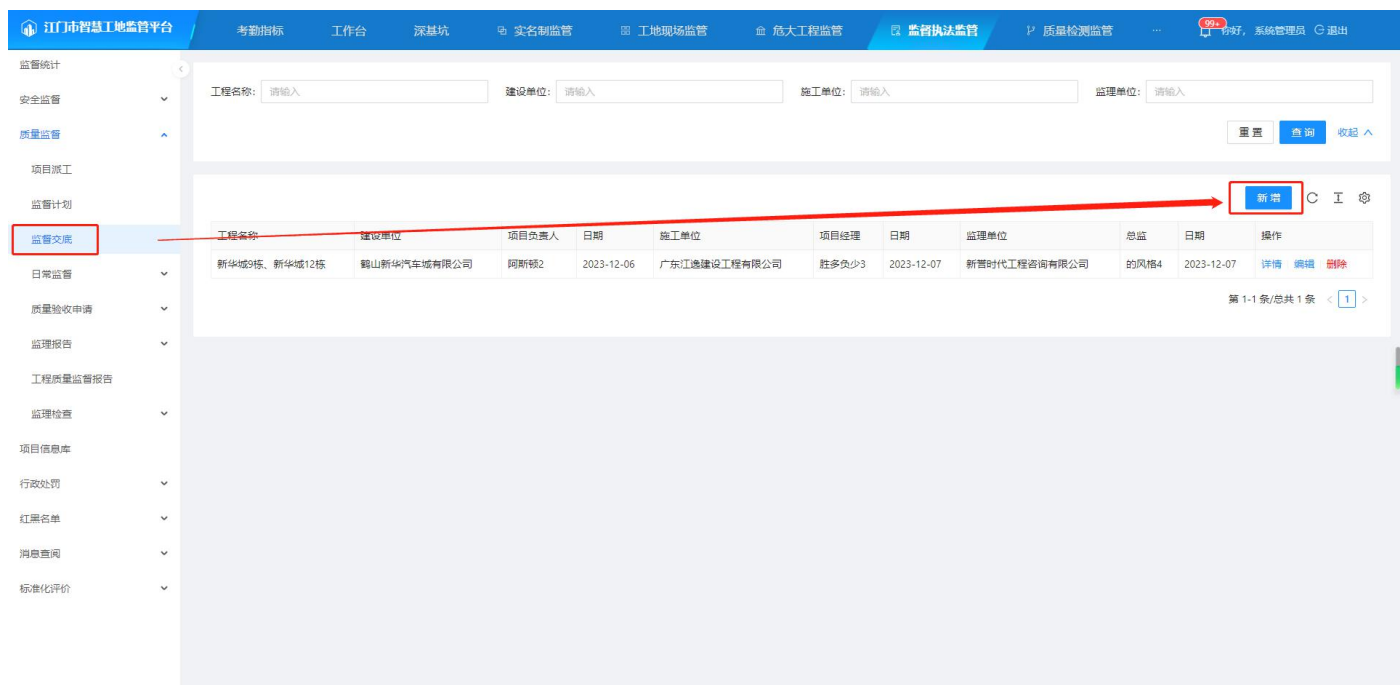 江门市智慧工地监管平台 考勤指标 工作台 深基坑 实名制监管 工地现场监管 危大工程监管 监督执法监管 质量检测监管 ... 99+ 你好，系统管理员 退出
监督统计
安全监督
质量监督
项目派工
监督计划
监督交底
日常监督
质量验收申请
监理报告
工程质量监督报告
监理检查
项目信息库
行政处罚
红黑名单
消息查阅
标准化评价
工程名称: 请输入 建设单位: 请输入 施工单位: 请输入 监理单位: 请输入
重置 查询 收起
新增
工程名称 建设单位 项目负责人 日期 施工单位 项目经理 日期 监理单位 总监 日期 操作
新华城9栋、新华城12栋 鹤山新华汽车城有限公司 阿斯顿2 2023-12-06 广东江逸建设工程有限公司 胜多负少3 2023-12-07 新誉时代工程咨询有限公司 的风格4 2023-12-07 详情 编辑 删除
第 1-1 条/总共 1 条 < 1 >